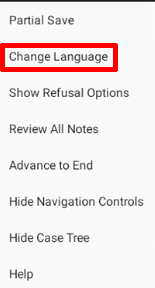 Partial Save
Change Language
Show Refusal Options
Review All Notes
Advance to End
Hide Navigation Controls
Hide Case Tree
Help